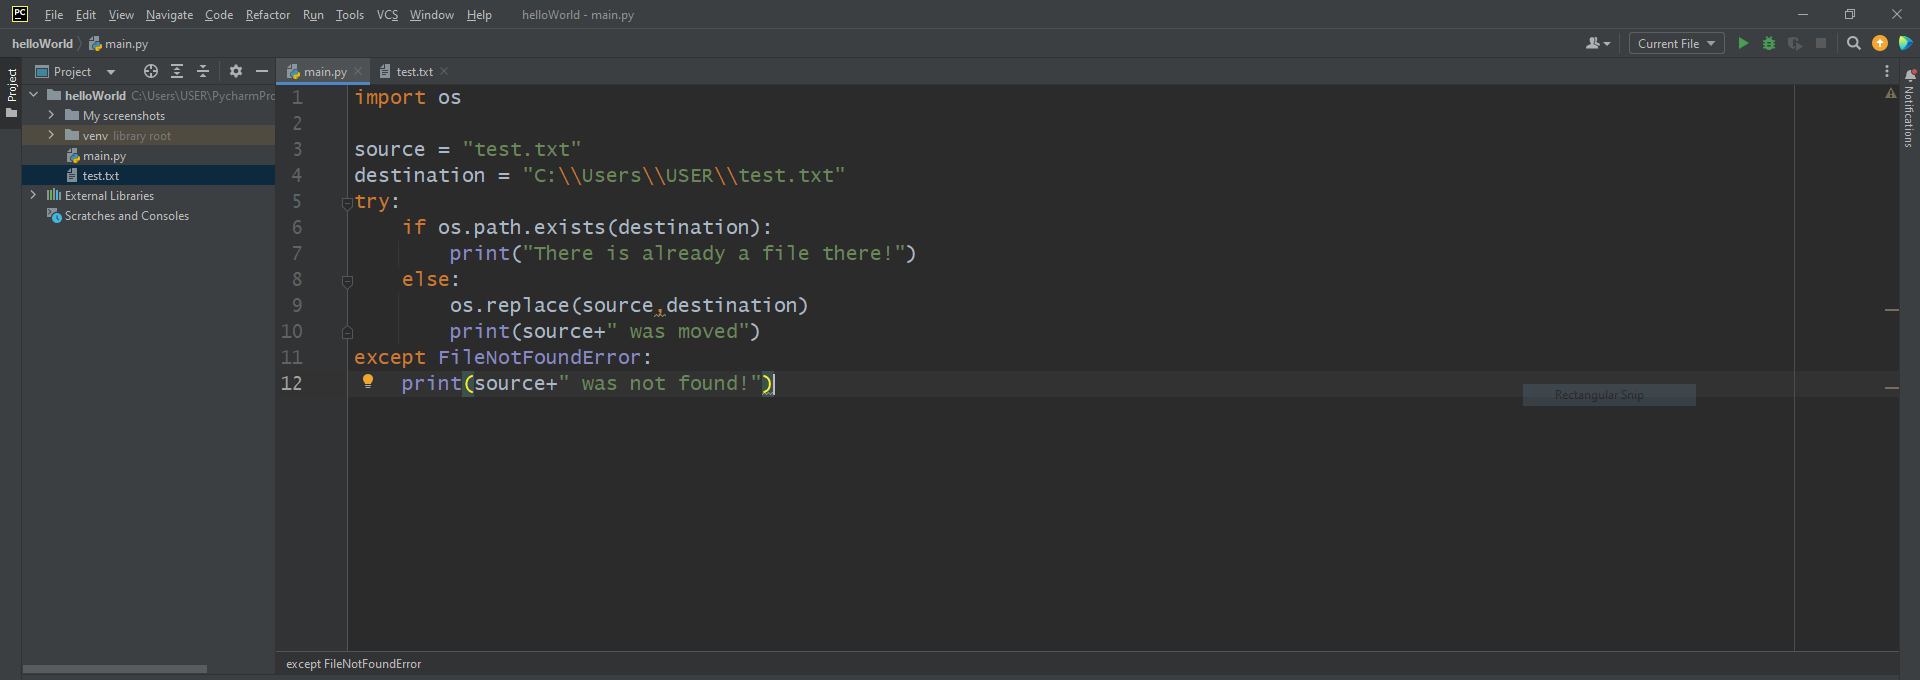 PC File Edit View Navigate Code Refactor Run Tools VCS Window Help helloWorld - main.py
helloWorld main.py Current File
Project
Project main.py test.txt
helloWorld C:\Users\USER\PycharmPro
My screenshots
venv library root
main.py
test.txt
External Libraries
Scratches and Consoles
1 import os
2
3 source = "test.txt"
4 destination = "C:\\Users\\USER\\test.txt"
5 try:
6 if os.path.exists(destination):
7 print("There is already a file there!")
8 else:
9 os.replace(source,destination)
10 print(source+" was moved")
11 except FileNotFoundError:
12 print(source+" was not found!")
Rectangular Snip
Notifications
except FileNotFoundError